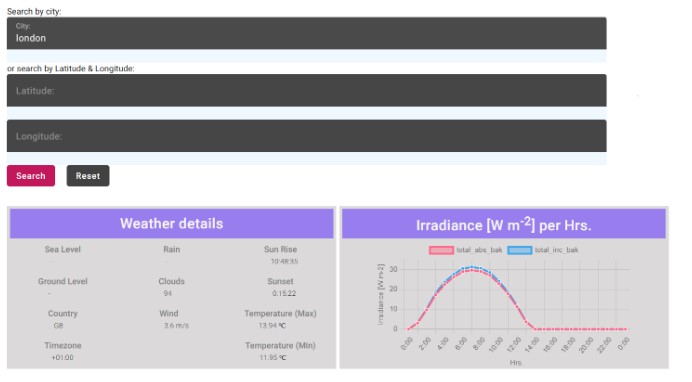 Search by city:
City:
london
or search by Latitude & Longitude:
Latitude:
Longitude:
Search Reset
Weather details
Sea Level Rain Sun Rise
- 10:48:35
Ground Level Clouds Sunset
- 94 0:15:22
Country Wind Temperature (Max)
GB 3.6 m/s 13.94 °C
Timezone Temperature (Min)
+01:00 11.95 °C
Irradiance [W m-2] per Hrs.
total_abs_bak total_inc_bak
Irradiance [W m-2]
30
20
10
0
0:00 2:00 4:00 6:00 8:00 10:00 12:00 14:00 16:00 18:00 20:00 22:00 0:00
Hrs